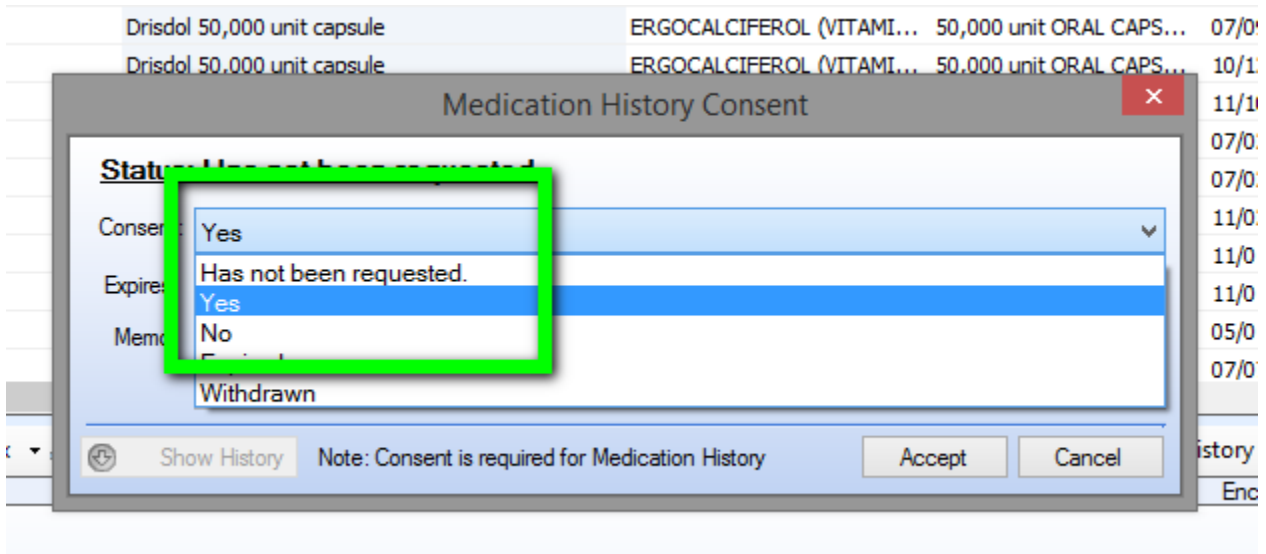 Drisdol 50,000 unit capsule ERGOCALCIFEROL (VITAMI... 50,000 unit ORAL CAPS... 07/0
Drisdol 50,000 unit capsule ERGOCALCIFEROL (VITAMI... 50,000 unit ORAL CAPS... 10/1
Medication History Consent
11/1
07/0
Status: Has not been requested
07/0
Consent: Yes
11/0
Has not been requested.
11/0
Expires
Yes
11/0
Memo
No
05/0
07/0
Withdrawn
Show History Note: Consent is required for Medication History Accept Cancel
istory
Enc